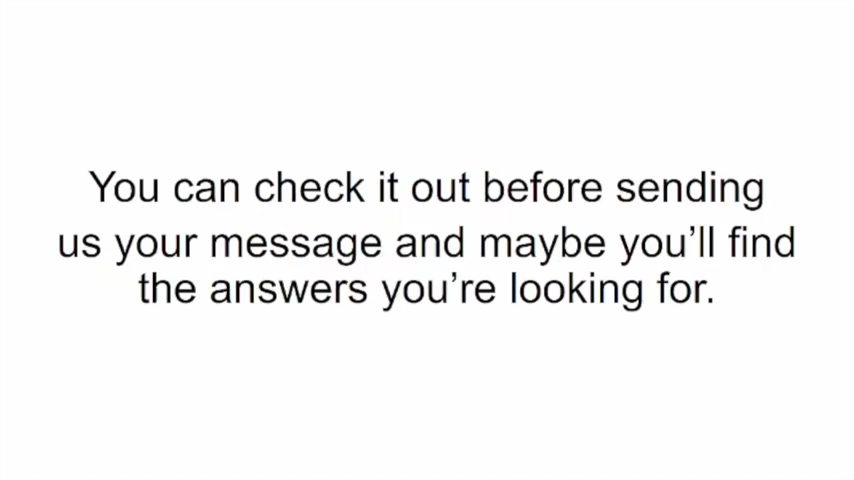 You can check it out before sending
us your message and maybe you’ll find
the answers you’re looking for.